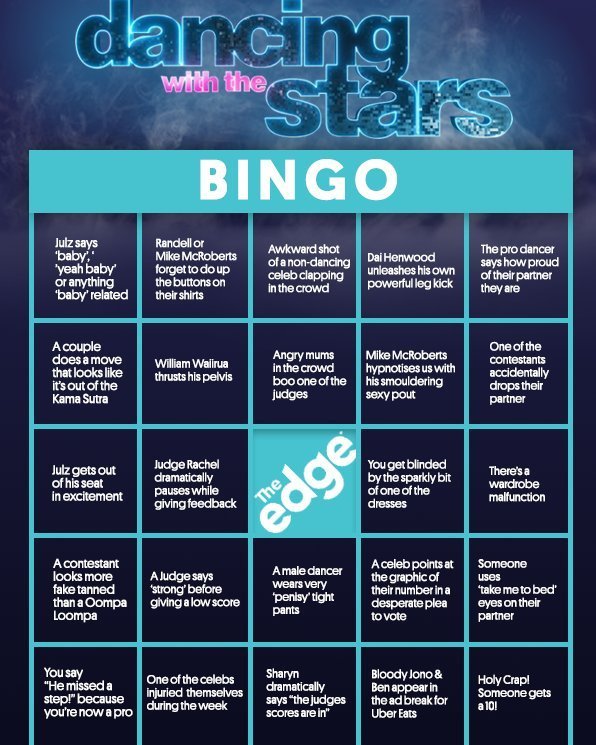 dancing
with the
stars
BINGO
Julz says
'baby', '
'yeah baby'
or anything
'baby' related
Randell or
Mike McRoberts
forget to do up
the buttons on
their shirts
Awkward shot
of a non-dancing
celeb clapping
in the crowd
Dai Henwood
unleashes his own
powerful leg kick
The pro dancer
says how proud
of their partner
they are
A couple
does a move
that looks like
it's out of the
Kama Sutra
William Waiirua
thrusts his pelvis
Angry mums
in the crowd
boo one of the
judges
Mike McRoberts
hypnotises us with
his smouldering
sexy pout
One of the
contestants
accidentally
drops their
partner
Julz gets out
of his seat
in excitement
Judge Rachel
dramatically
pauses while
giving feedback
The
edge
You get blinded
by the sparkly bit
of one of the
dresses
There's a
wardrobe
malfunction
A contestant
looks more
fake tanned
than a Oompa
Loompa
A Judge says
'strong' before
giving a low score
A male dancer
wears very
'penisy' tight
pants
A celeb points at
the graphic of
their number in a
desperate plea
to vote
Someone
uses
'take me to bed'
eyes on their
partner
You say
"He missed a
step!" because
you're now a pro
One of the celebs
injured themselves
during the week
Sharyn
dramatically
says "the judges
scores are in"
Bloody Jono &
Ben appear in
the ad break for
Uber Eats
Holy Crap!
Someone gets
a 10!